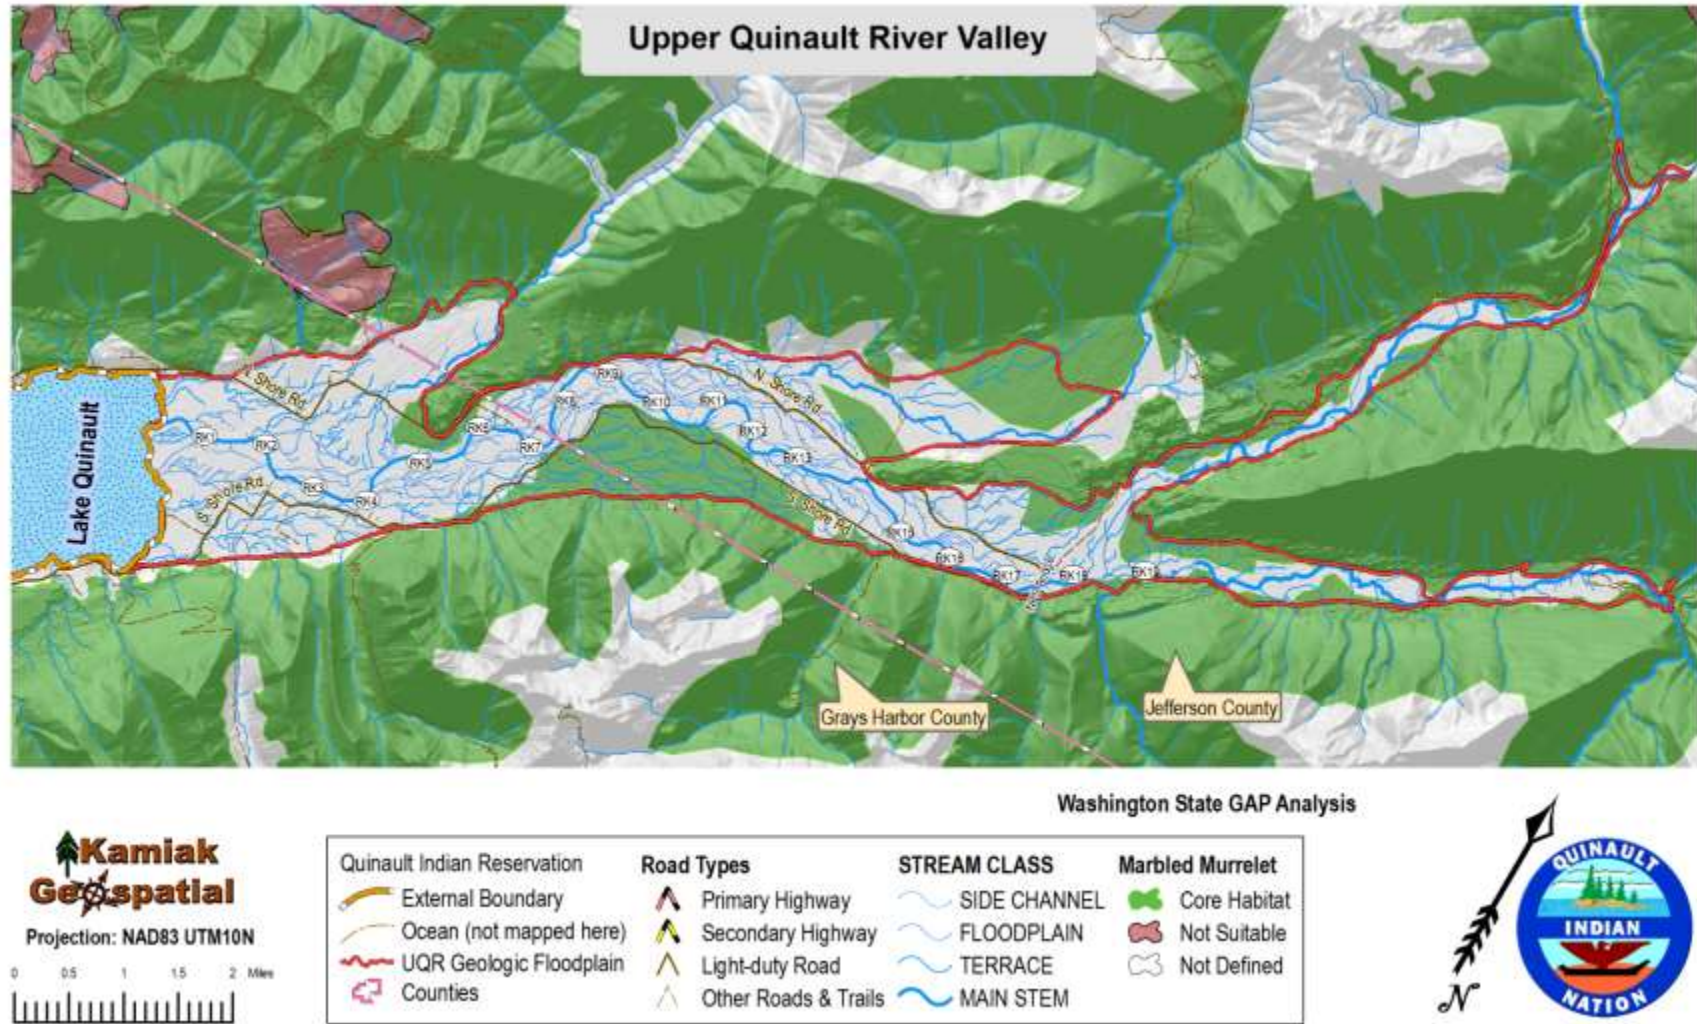 Upper Quinault River Valley
Lake Quinault
N. Shore Rd
S. Shore Rd
N. Shore Rd
S. Shore Rd
RK1
RK2
RK3
RK4
RK5
RK6
RK7
RK8
RK9
RK10
RK11
RK12
RK13
RK15
RK16
RK17
RK18
RK19
Grays Harbor County
Jefferson County
Washington State GAP Analysis
Kamiak
Geospatial
Projection: NAD83 UTM10N
0 0.5 1 1.5 2 Miles
Quinault Indian Reservation
External Boundary
Ocean (not mapped here)
UQR Geologic Floodplain
Counties
Road Types
Primary Highway
Secondary Highway
Light-duty Road
Other Roads & Trails
STREAM CLASS
SIDE CHANNEL
FLOODPLAIN
TERRACE
MAIN STEM
Marbled Murrelet
Core Habitat
Not Suitable
Not Defined
N
QUINAULT
INDIAN
NATION